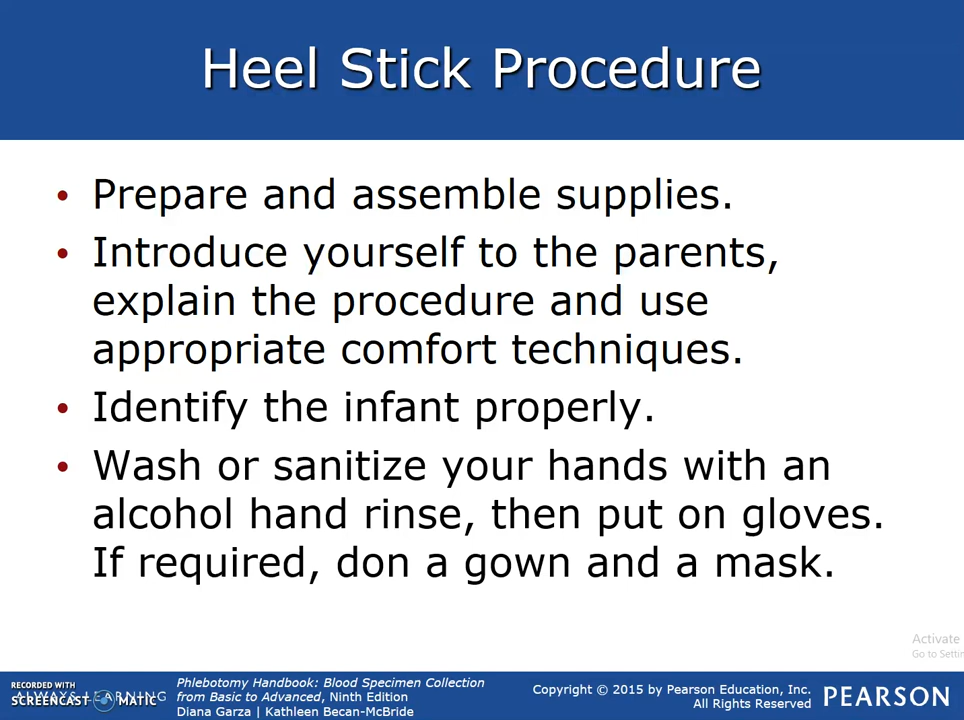 Heel Stick Procedure
• Prepare and assemble supplies.
• Introduce yourself to the parents,
explain the procedure and use
appropriate comfort techniques.
• Identify the infant properly.
• Wash or sanitize your hands with an
alcohol hand rinse, then put on gloves.
If required, don a gown and a mask.
Activate
Go to Settin
RECORDED WITH
SCREENCAST MATIC
ALWAYS LEARNING
Phlebotomy Handbook: Blood Specimen Collection
from Basic to Advanced, Ninth Edition
Diana Garza | Kathleen Becan-McBride
Copyright © 2015 by Pearson Education, Inc.
All Rights Reserved
PEARSON